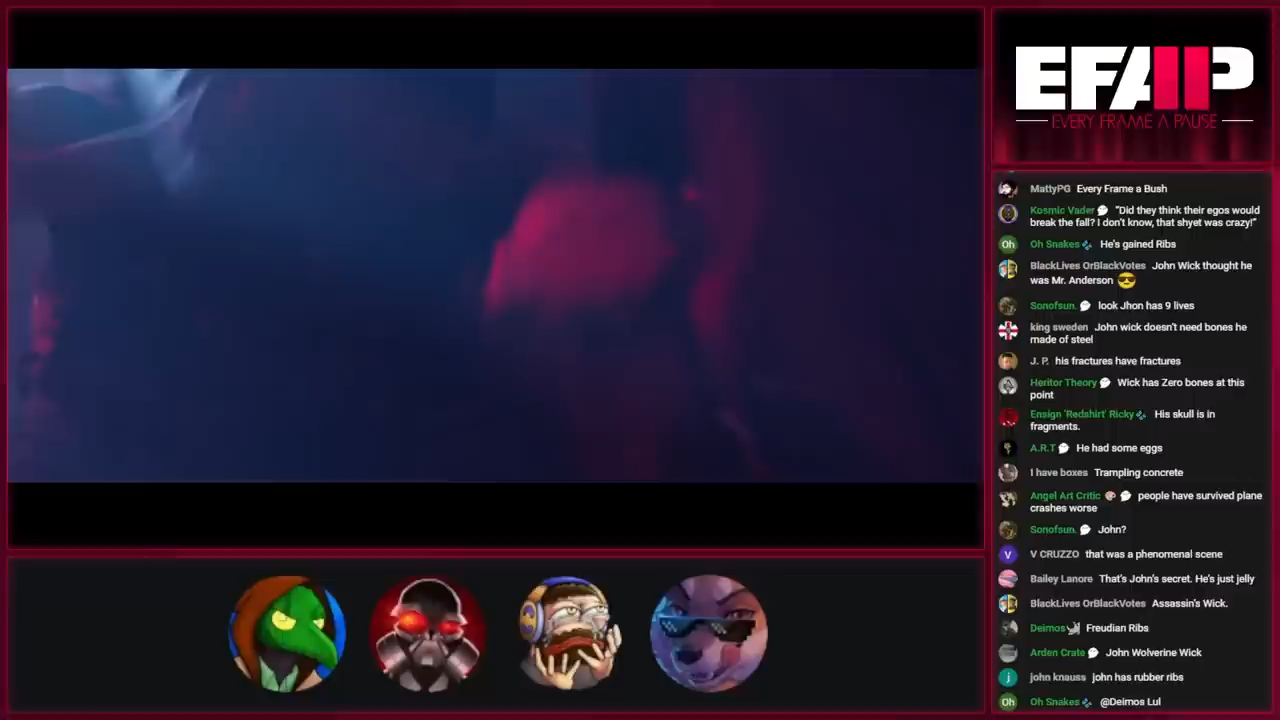 EFAP
EVERY FRAME A PAUSE
MattyPG Every Frame a Bush
Kosmic Vader "Did they think their egos would
break the fall? I don't know, that shyet was crazy!"
Oh Oh Snakes He's gained Ribs
BlackLives OrBlackVotes John Wick thought he
was Mr. Anderson 😎
Sonofsun. look Jhon has 9 lives
king sweden John wick doesn't need bones he
made of steel
J. P. his fractures have fractures
Heritor Theory Wick has Zero bones at this
point
Ensign 'Redshirt' Ricky His skull is in
fragments.
A.R.T He had some eggs
I have boxes Trampling concrete
Angel Art Critic people have survived plane
crashes worse
Sonofsun. John?
V V CRUZZO that was a phenomenal scene
Bailey Lanore That's John's secret. He's just jelly
BlackLives OrBlackVotes Assassin's Wick.
Deimos Freudian Ribs
Arden Crate John Wolverine Wick
j john knauss john has rubber ribs
Oh Oh Snakes @Deimos Lul